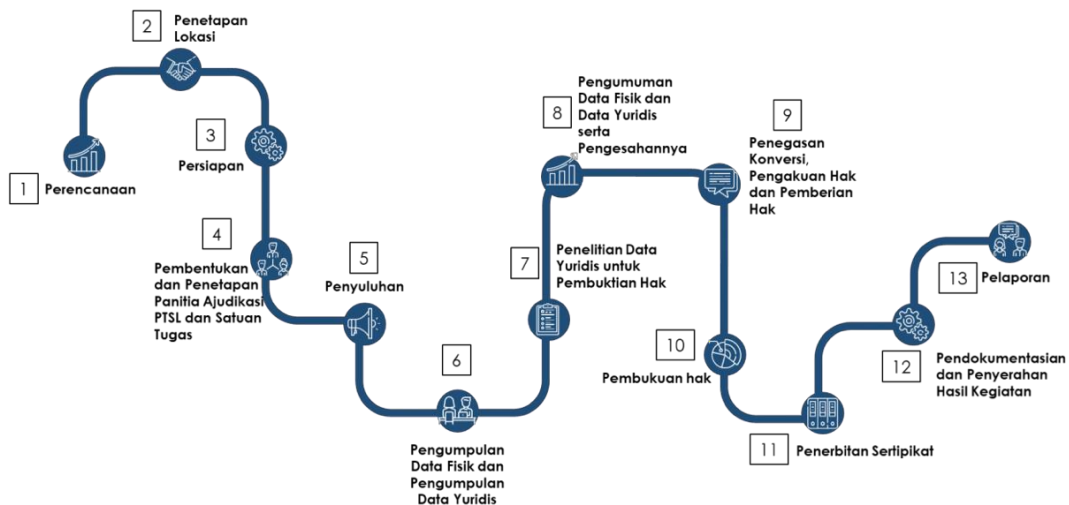 1
Perencanaan
2
Penetapan
Lokasi
3
Persiapan
4
Pembentukan
dan Penetapan
Panitia Ajudikasi
PTSL dan Satuan
Tugas
5
Penyuluhan
6
Pengumpulan
Data Fisik dan
Pengumpulan
Data Yuridis
7
Penelitian Data
Yuridis untuk
Pembuktian Hak
8
Pengumuman
Data Fisik dan
Data Yuridis
serta
Pengesahannya
9
Penegasan
Konversi,
Pengakuan Hak
dan Pemberian
Hak
10
Pembukuan hak
11
Penerbitan Sertipikat
12
Pendokumentasian
dan Penyerahan
Hasil Kegiatan
13
Pelaporan